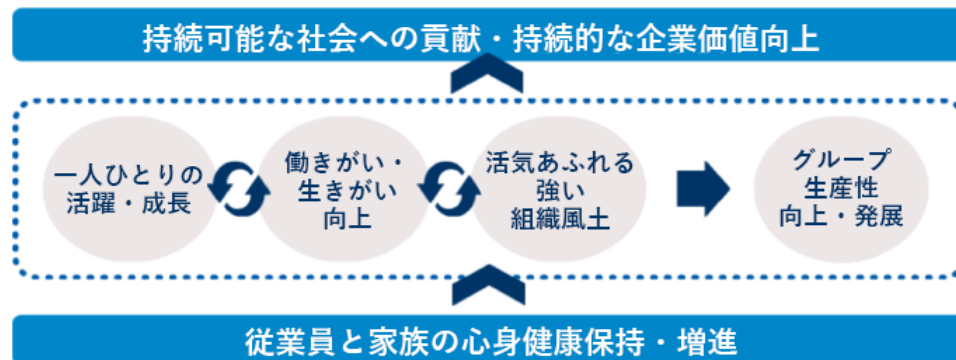 持続可能な社会への貢献・持続的な企業価値向上
一人ひとりの
活躍・成長
働きがい・
生きがい
向上
活気あふれる
強い
組織風土
グループ
生産性
向上・発展
従業員と家族の心身健康保持・増進